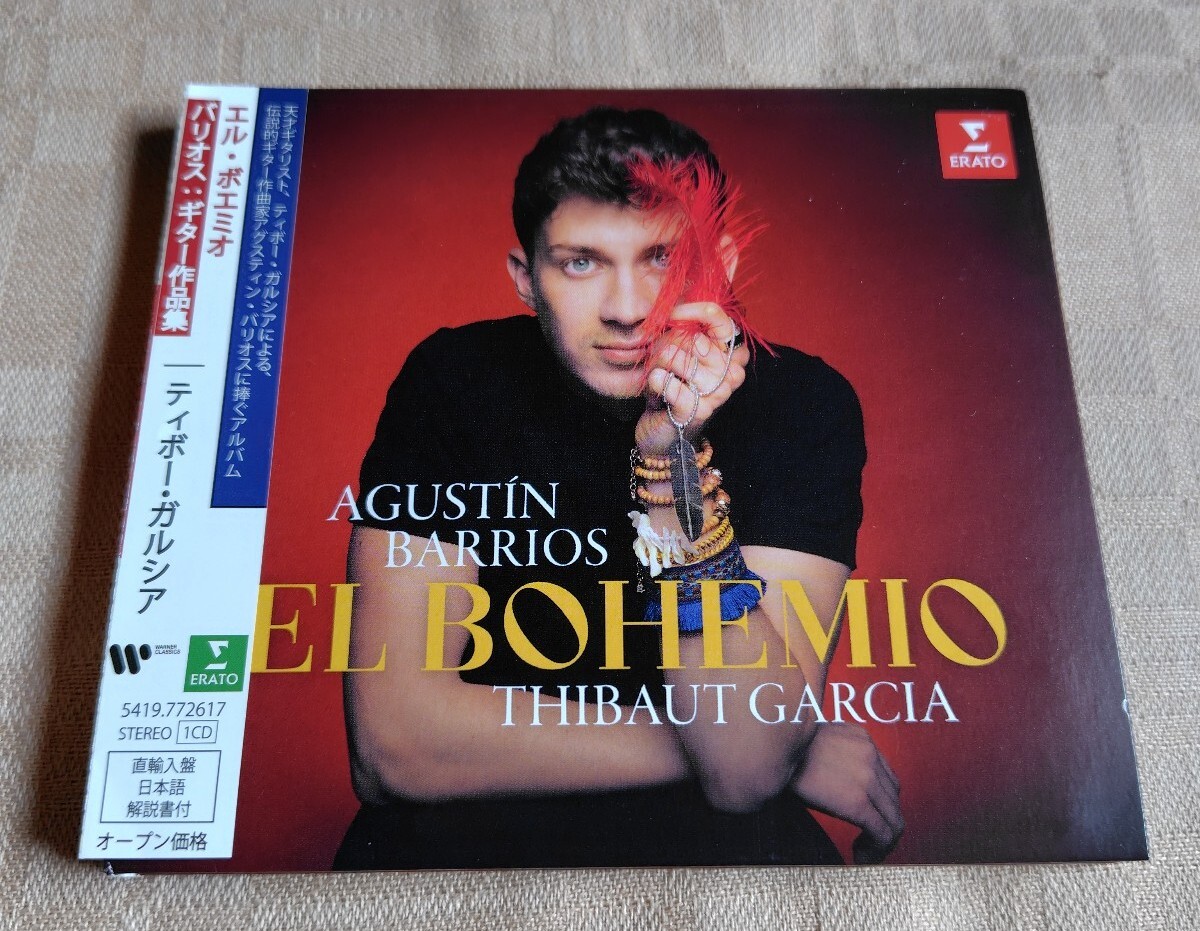 天才ギタリスト、ティボー・ガルシアによる、
伝説的ギター作曲家アグスティン・バリオスに捧ぐアルバム
エル・ボエミオ
バリオス:ギター作品集
ティボー・ガルシア
WARNER
CLASSICS
ERATO
5419.772617
STEREO 1CD
直輸入盤
日本語
解説書付
オープン価格
ERATO
AGUSTÍN
BARRIOS
EL BOHEMIO
THIBAUT GARCIA